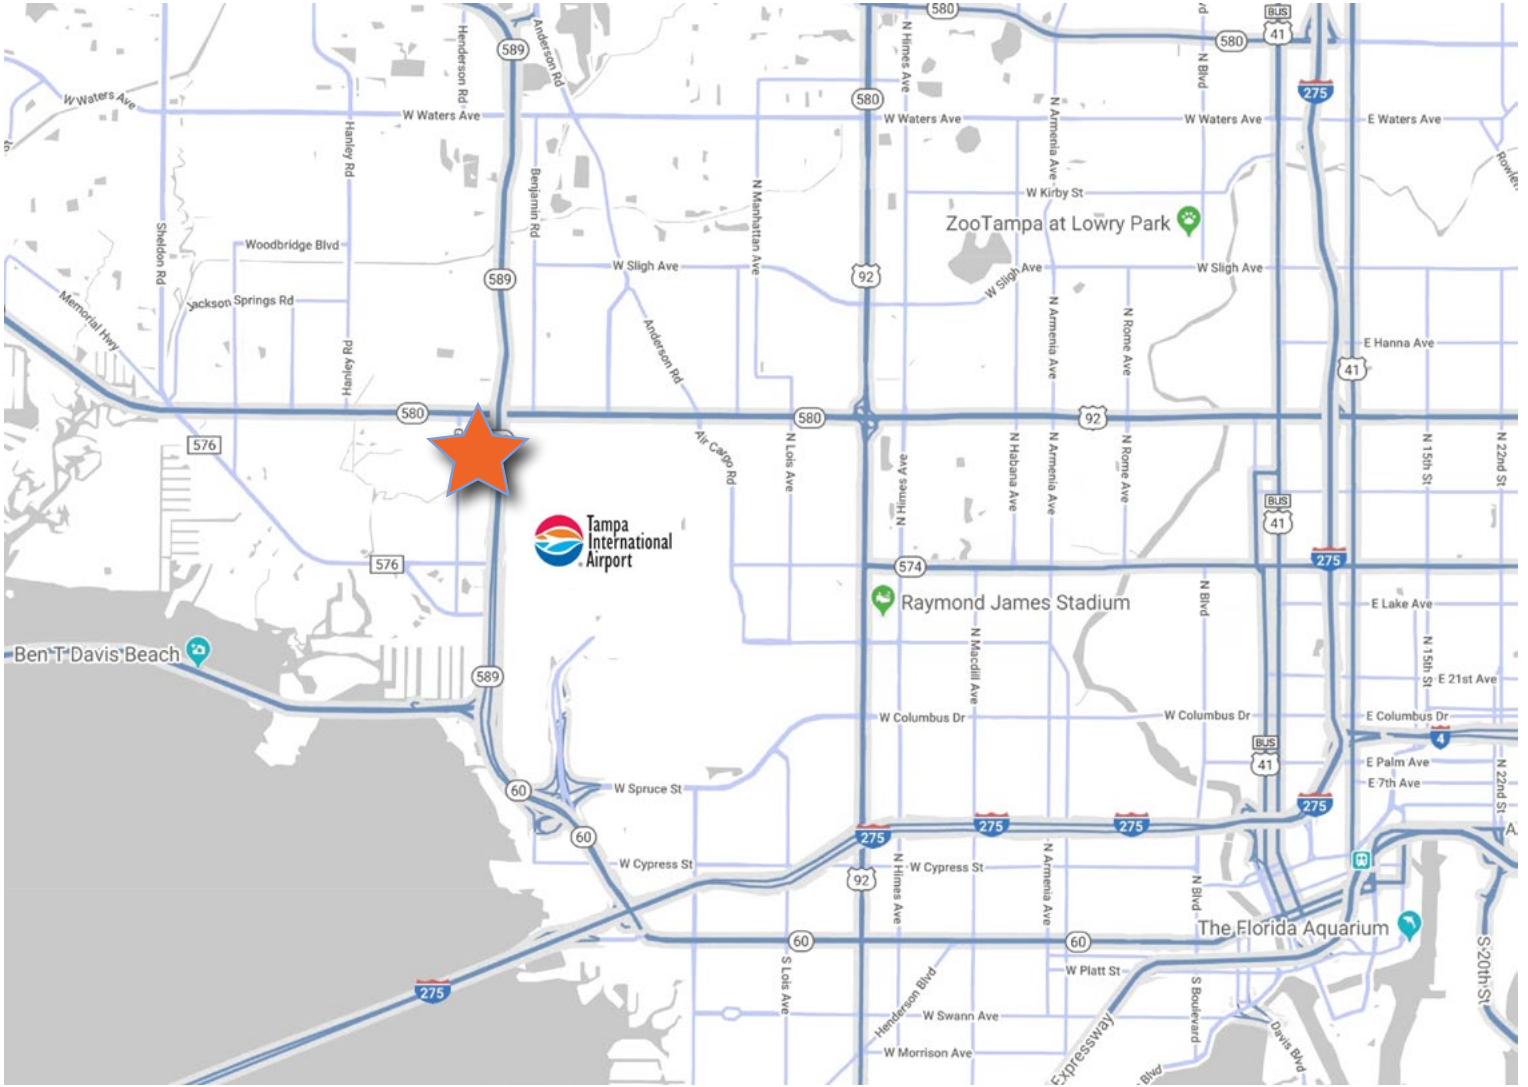 580
BUS
41
580
589
Anderson Rd
Henderson Rd
N Himes Ave
N Blvd
275
W Waters Ave
580
W Waters Ave
W Waters Ave
W Waters Ave
E Waters Ave
Hanley Rd
N Armenia Ave
Benjamin Rd
N Manhattan Ave
W Kirby St
ZooTampa at Lowry Park
Sheldon Rd
Woodbridge Blvd
W Sligh Ave
W Sligh Ave
W Sligh Ave
589
92
Memorial Hwy
Jackson Springs Rd
Hanley Rd
Anderson Rd
N Armenia Ave
N Rome Ave
E Hanna Ave
41
580
580
92
576
Air Cargo Rd
N Lois Ave
N Himes Ave
N Habana Ave
N Armenia Ave
N Rome Ave
N 15th St
N 22nd St
BUS
41
Tampa
International
Airport
576
574
275
Raymond James Stadium
N Blvd
E Lake Ave
Ben T Davis Beach
589
N Macdill Ave
N 15th St
E 21st Ave
W Columbus Dr
W Columbus Dr
E Columbus Dr
BUS
41
4
E Palm Ave
E 7th Ave
N 22nd St
60
W Spruce St
275
60
275
275
275
W Cypress St
92
N Himes Ave
W Cypress St
N Armenia Ave
N Blvd
The Florida Aquarium
60
60
275
S Lois Ave
Henderson Blvd
W Platt St
S Boulevard
S 20th St
W Swann Ave
W Morrison Ave
Expressway
Davis Blvd
Blvd